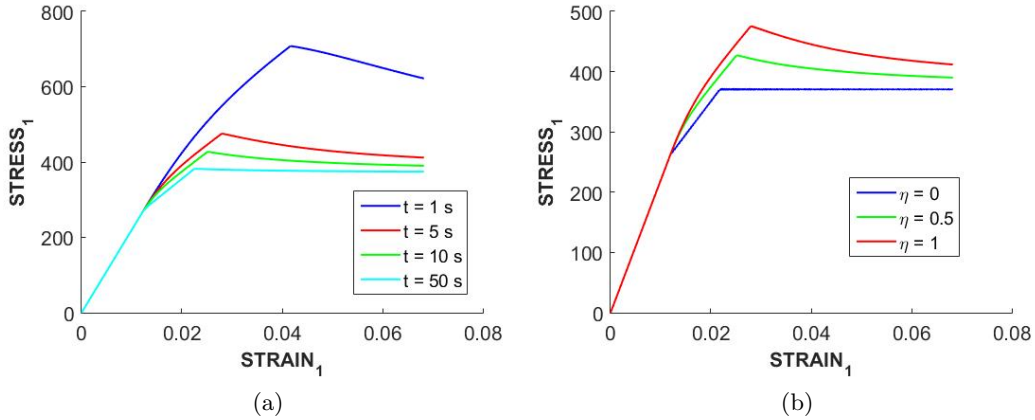 800
600
400
200
0
0
0.02
0.04
0.06
0.08
STRESS1
STRAIN1
t = 1 s
t = 5 s
t = 10 s
t = 50 s
(a)
500
400
300
200
100
0
0
0.02
0.04
0.06
0.08
STRESS1
STRAIN1
η = 0
η = 0.5
η = 1
(b)